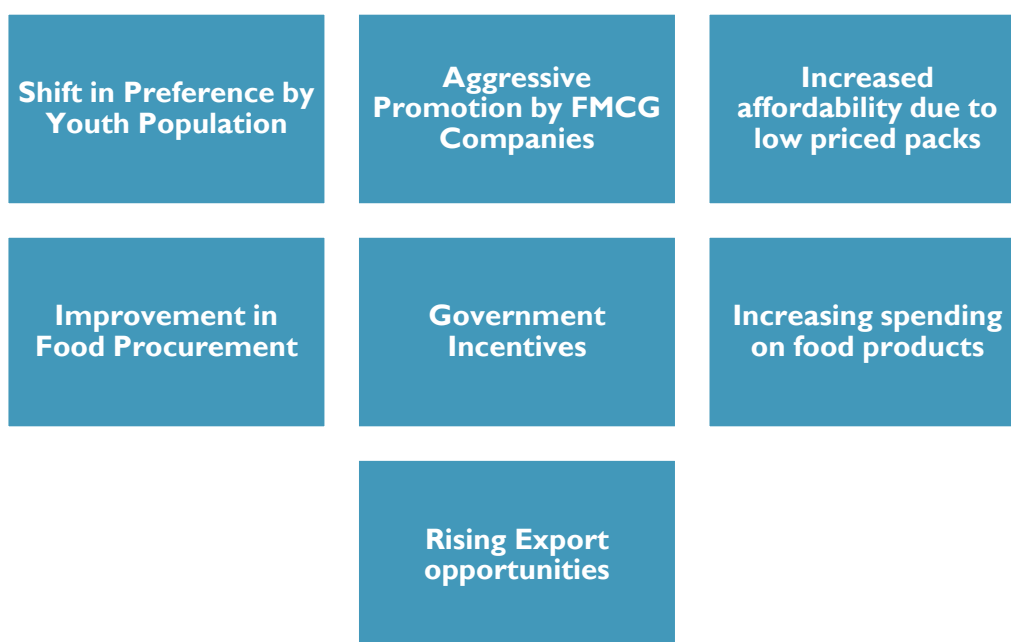 Shift in Preference by
Youth Population
Aggressive
Promotion by FMCG
Companies
Increased
affordability due to
low priced packs
Improvement in
Food Procurement
Government
Incentives
Increasing spending
on food products
Rising Export
opportunities